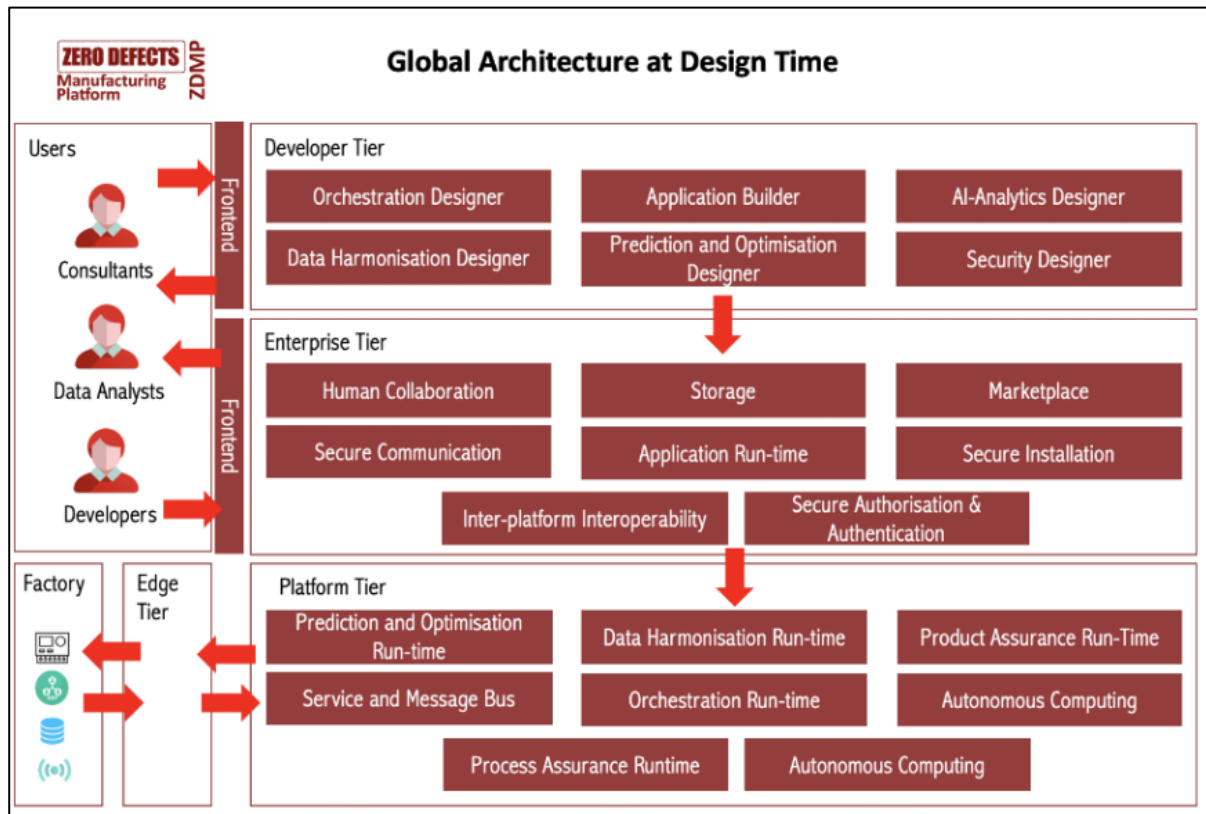 ZERO DEFECTS
Manufacturing
Platform
ZDMP
Global Architecture at Design Time
Users
Consultants
Data Analysts
Developers
Frontend
Developer Tier
Orchestration Designer
Application Builder
AI-Analytics Designer
Data Harmonisation Designer
Prediction and Optimisation
Designer
Security Designer
Frontend
Enterprise Tier
Human Collaboration
Storage
Marketplace
Secure Communication
Application Run-time
Secure Installation
Inter-platform Interoperability
Secure Authorisation &
Authentication
Factory
Edge
Tier
Platform Tier
Prediction and Optimisation
Run-time
Data Harmonisation Run-time
Product Assurance Run-Time
Service and Message Bus
Orchestration Run-time
Autonomous Computing
Process Assurance Runtime
Autonomous Computing